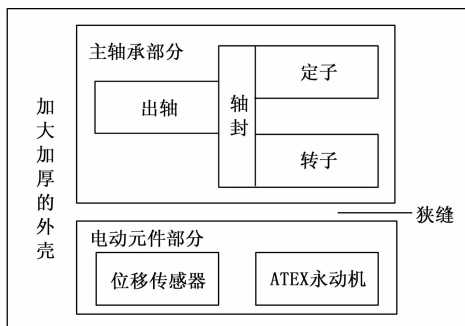 加大加厚的外壳
主轴承部分
出轴
轴封
定子
转子
狭缝
电动元件部分
位移传感器
ATEX永动机